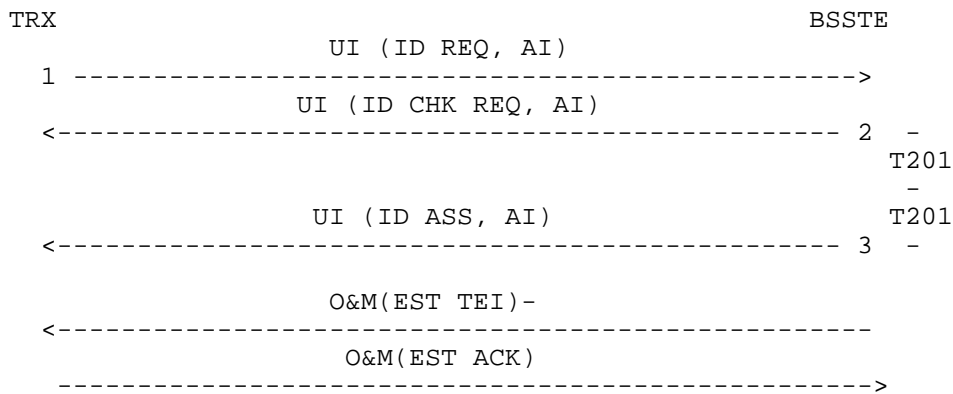 TRX BSSTE
UI (ID REQ, AI)
1 ------------------------------------------------->
UI (ID CHK REQ, AI)
<------------------------------------------------- 2 -
T201
-
UI (ID ASS, AI) T201
<------------------------------------------------- 3 -
O&M(EST TEI)-
<---------------------------------------------------
O&M(EST ACK)
--------------------------------------------------->